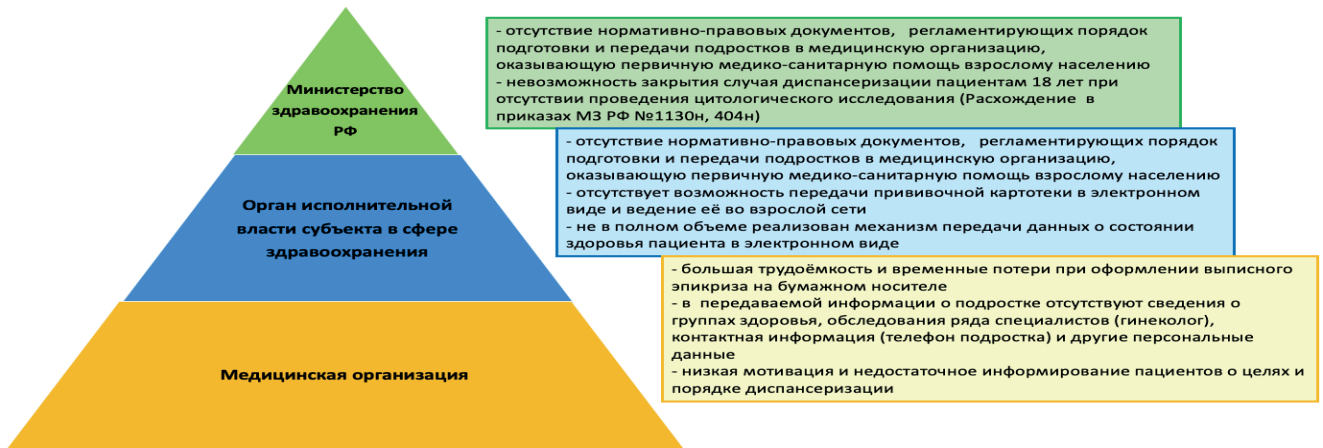 Министерство
здравоохранения
РФ
- отсутствие нормативно-правовых документов, регламентирующих порядок
подготовки и передачи подростков в медицинскую организацию,
оказывающую первичную медико-санитарную помощь взрослому населению
- невозможность закрытия случая диспансеризации пациентам 18 лет при
отсутствии проведения цитологического исследования (Расхождение в
приказах МЗ РФ №1130н, 404н)
Орган исполнительной
власти субъекта в сфере
здравоохранения
- отсутствие нормативно-правовых документов, регламентирующих порядок
подготовки и передачи подростков в медицинскую организацию,
оказывающую первичную медико-санитарную помощь взрослому населению
- отсутствует возможность передачи прививочной картотеки в электронном
виде и ведение её во взрослой сети
- не в полном объеме реализован механизм передачи данных о состоянии
здоровья пациента в электронном виде
Медицинская организация
- большая трудоёмкость и временные потери при оформлении выписного
эпикриза на бумажном носителе
- в передаваемой информации о подростке отсутствуют сведения о
группах здоровья, обследования ряда специалистов (гинеколог),
контактная информация (телефон подростка) и другие персональные
данные
- низкая мотивация и недостаточное информирование пациентов о целях и
порядке диспансеризации